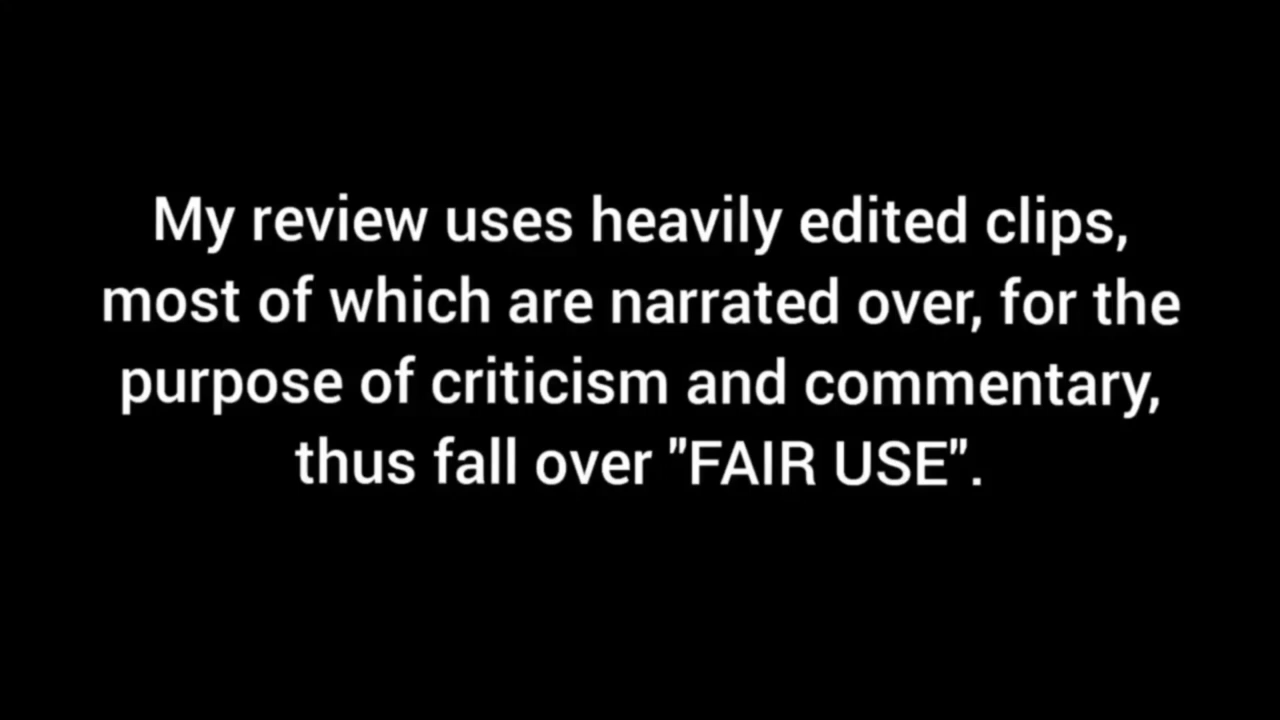 My review uses heavily edited clips,
most of which are narrated over, for the
purpose of criticism and commentary,
thus fall over "FAIR USE".